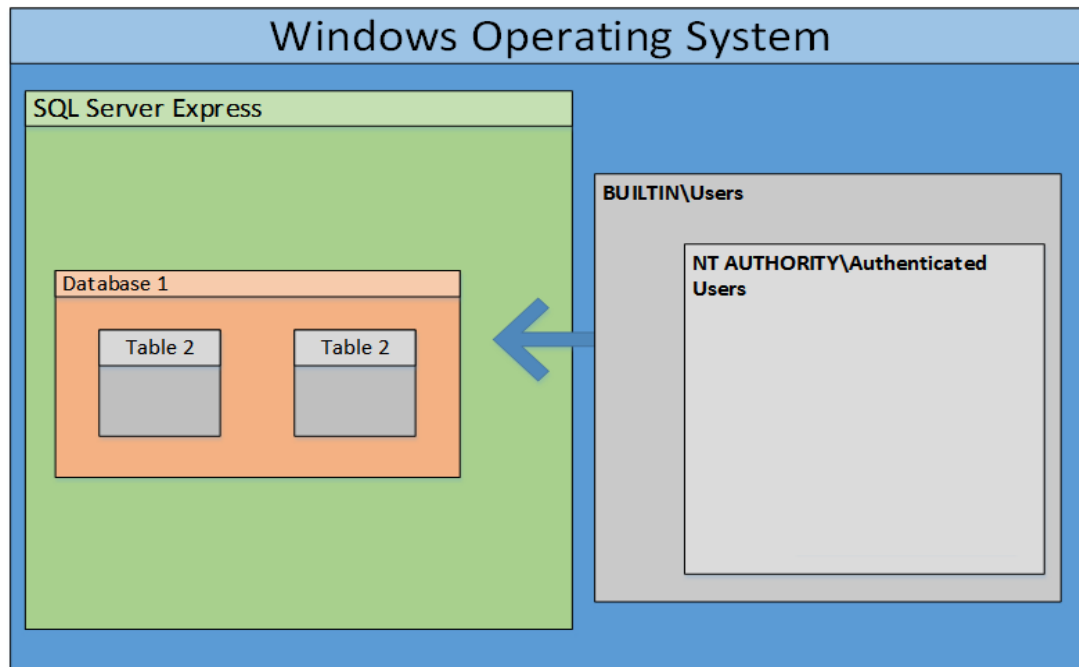 Windows Operating System
SQL Server Express
BUILTIN\Users
NT AUTHORITY\Authenticated
Users
Database 1
Table 2
Table 2